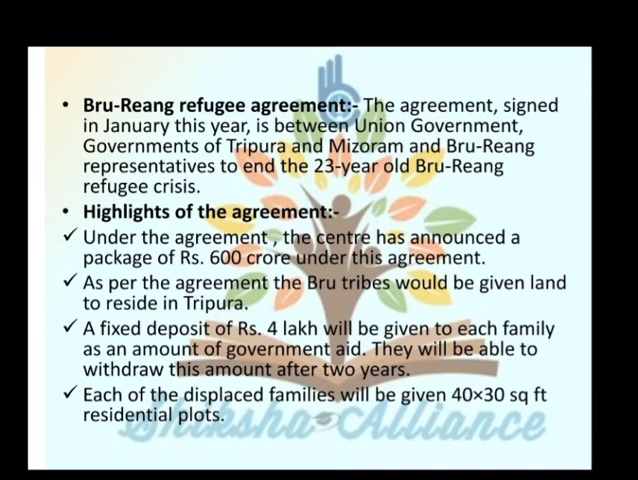 • Bru-Reang refugee agreement:- The agreement, signed
in January this year, is between Union Government,
Governments of Tripura and Mizoram and Bru-Reang
representatives to end the 23-year old Bru-Reang
refugee crisis.
• Highlights of the agreement:-
✓ Under the agreement , the centre has announced a
package of Rs. 600 crore under this agreement.
✓ As per the agreement the Bru tribes would be given land
to reside in Tripura.
✓ A fixed deposit of Rs. 4 lakh will be given to each family
as an amount of government aid. They will be able to
withdraw this amount after two years.
✓ Each of the displaced families will be given 40×30 sq ft
residential plots.
Shiksha Alliance